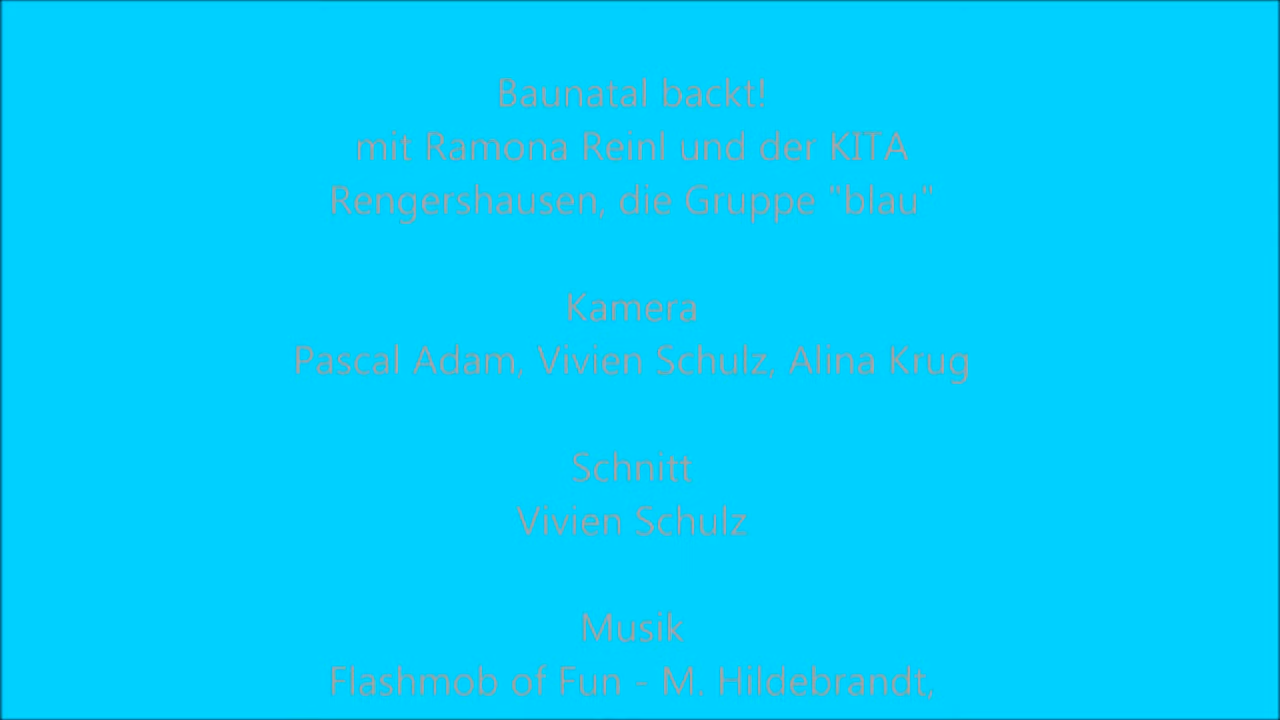 Baunatal backt!
mit Ramona Reinl und der KITA
Rengershausen, die Gruppe "blau"
Kamera
Pascal Adam, Vivien Schulz, Alina Krug
Schnitt
Vivien Schulz
Musik
Flashmob of Fun - M. Hildebrandt,